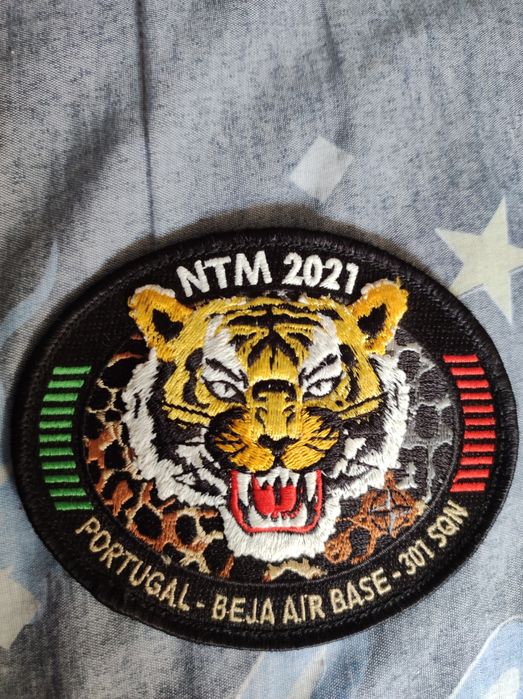 NTM 2021
PORTUGAL - BEJA AIR BASE - 301 SQN